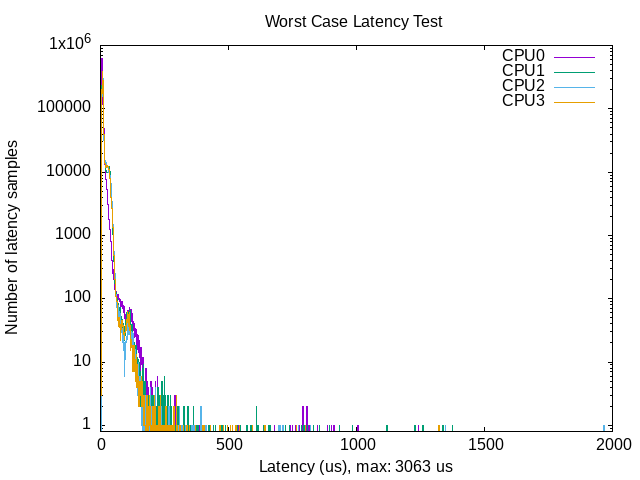 Worst Case Latency Test
Number of latency samples
1x10^6
100000
10000
1000
100
10
1
CPU0
CPU1
CPU2
CPU3
0 500 1000 1500 2000
Latency (us), max: 3063 us